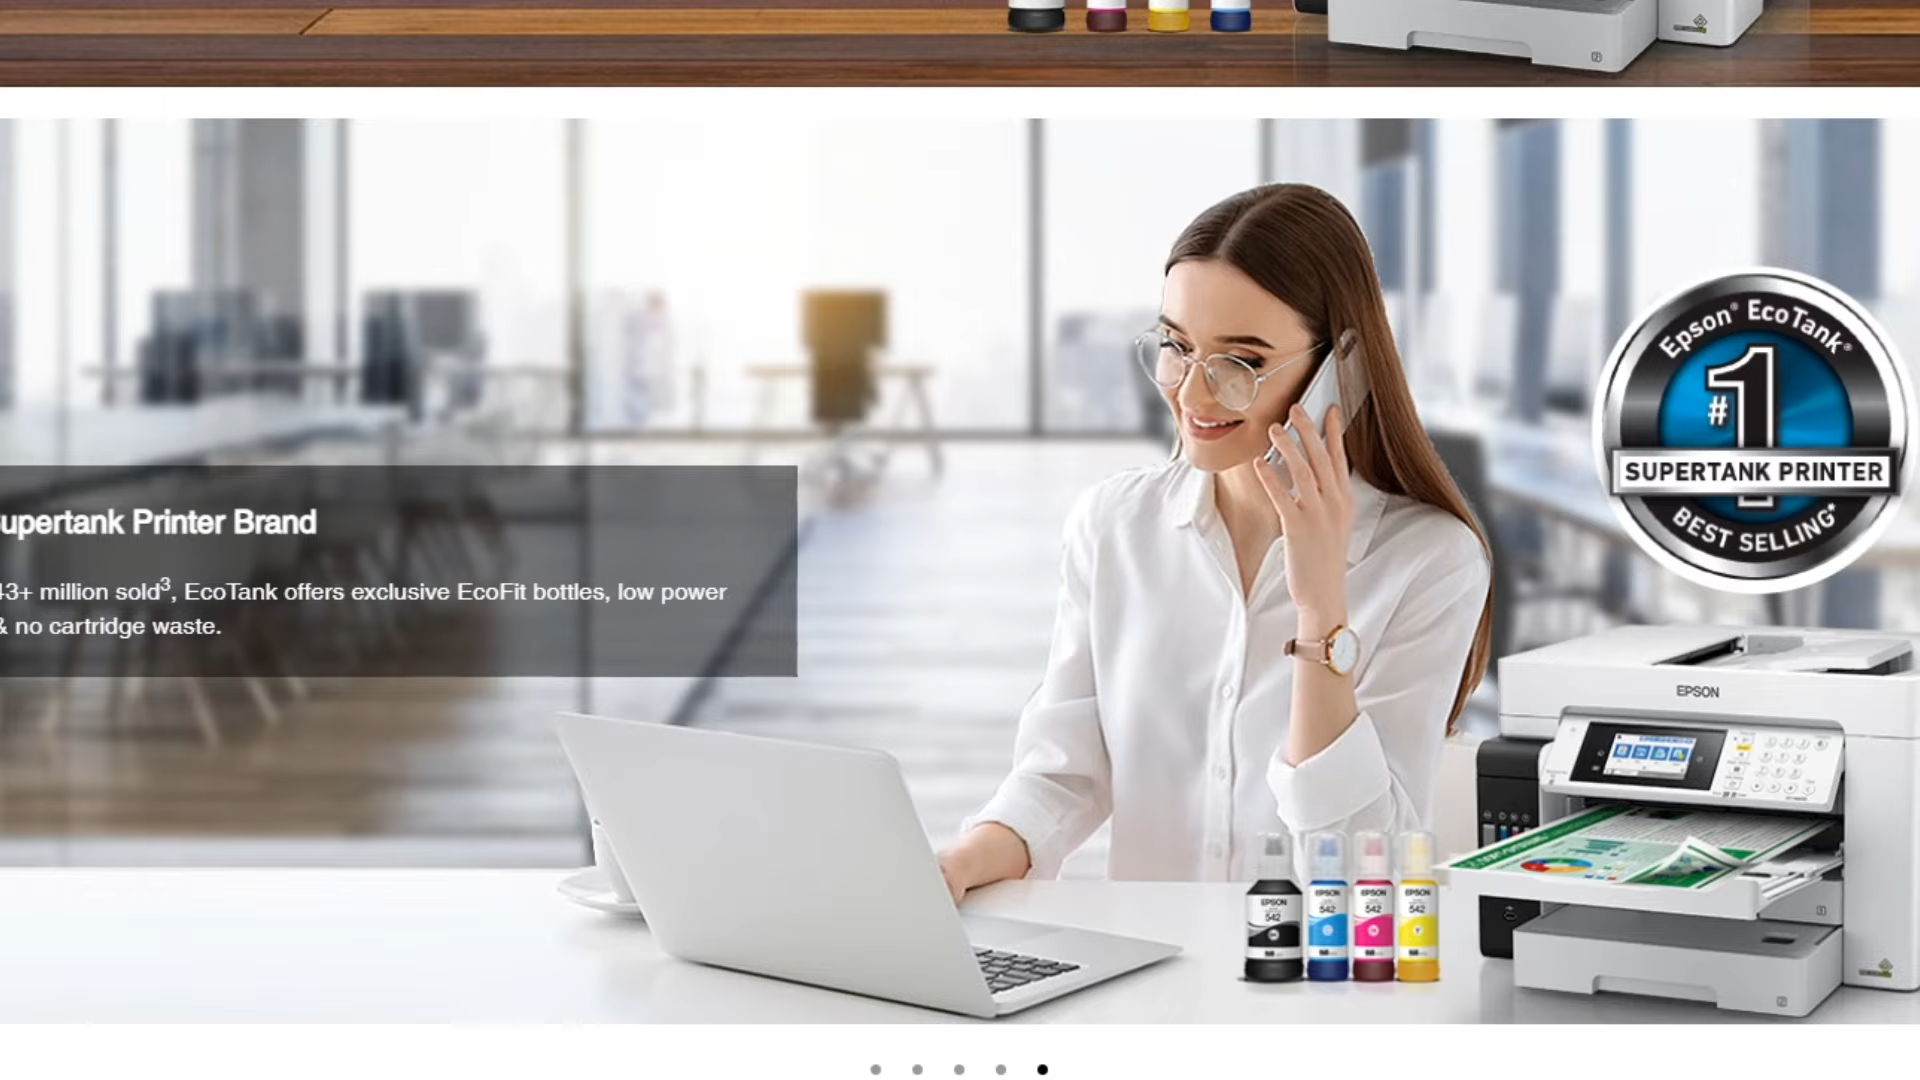 Epson® EcoTank®
#1
SUPERTANK PRINTER
BEST SELLING*
upertank Printer Brand
43+ million sold³, EcoTank offers exclusive EcoFit bottles, low power
& no cartridge waste.
EPSON
EPSON
542
EPSON
542
EPSON
542
EPSON
542